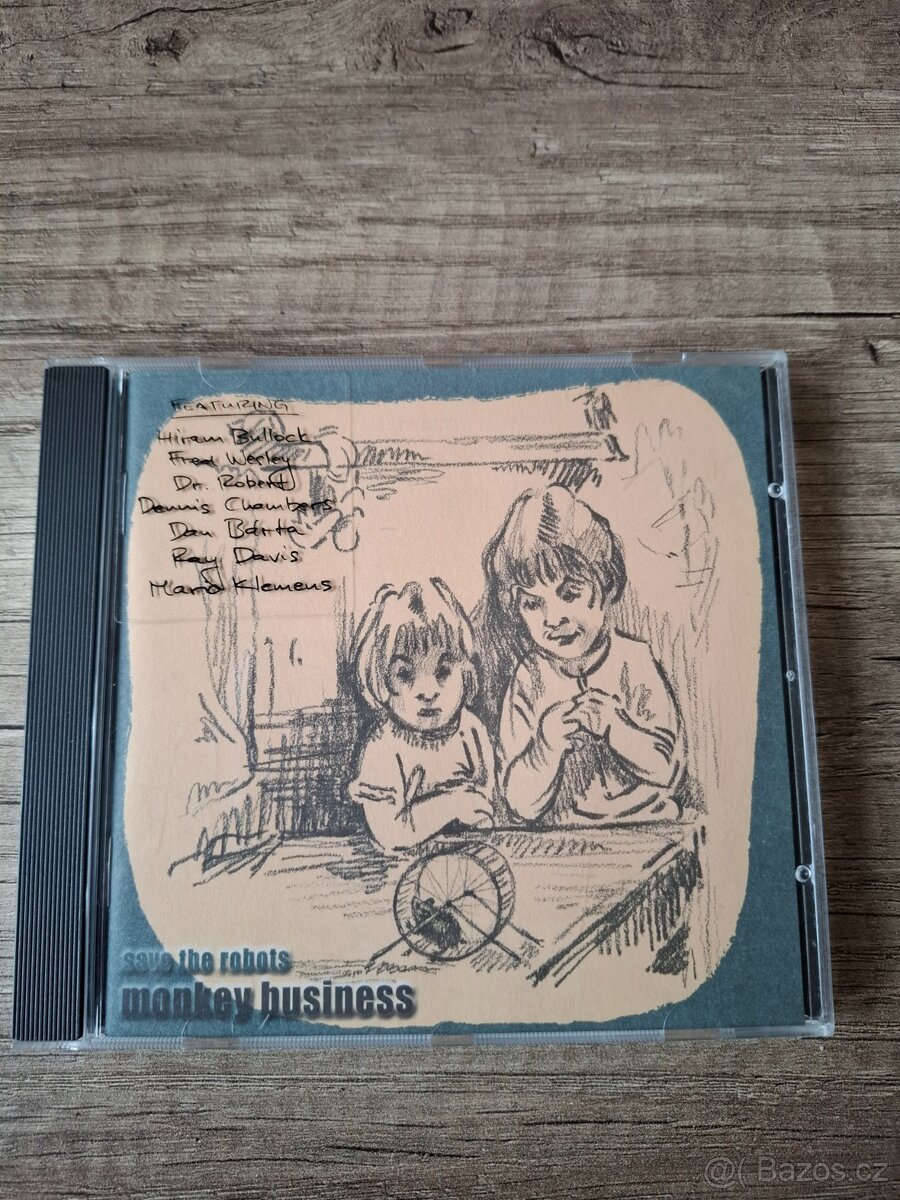 FEATURING
Hiram Bullock
Fred Wesley
Dr. Robert
Dennis Chambers
Dan Bárta
Ray Davis
Mario Klemens
save the robots
monkey business
@( Bazos.cz